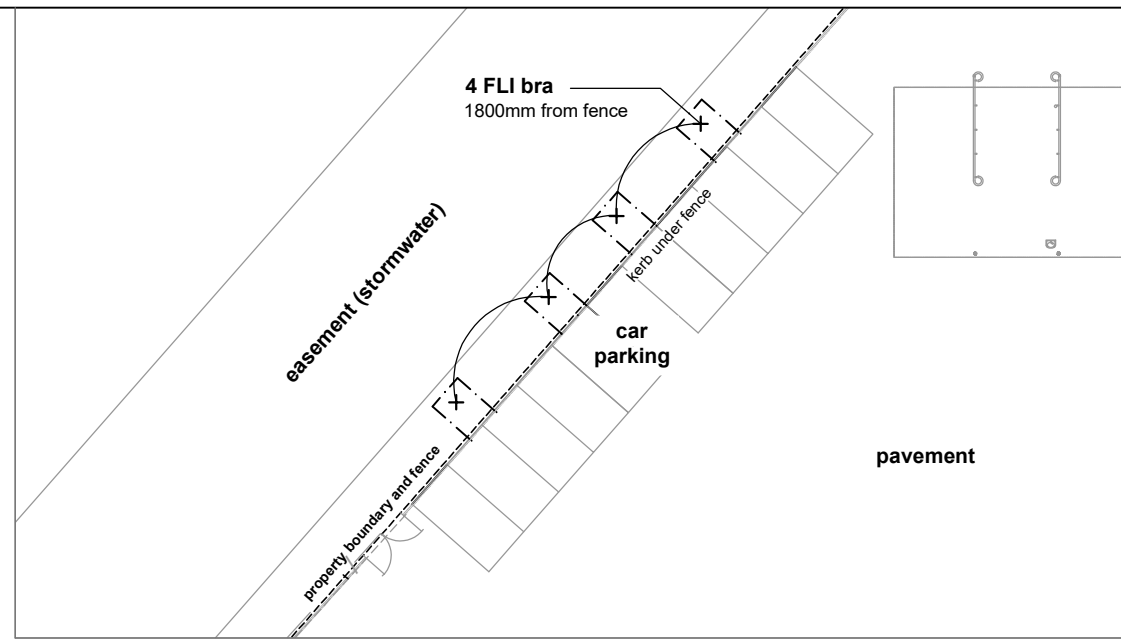 4 FLI bra
1800mm from fence
easement (stormwater)
kerb under fence
car
parking
property boundary and fence
pavement